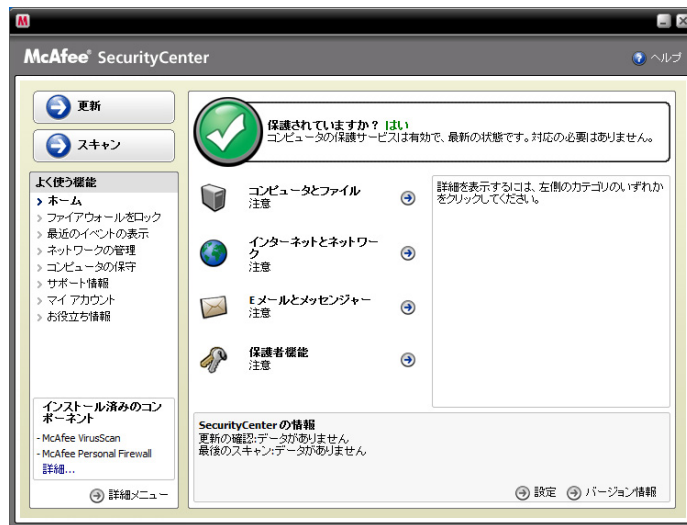 McAfee® SecurityCenter
ヘルプ
更新
スキャン
よく使う機能
ホーム
ファイアウォールをロック
最近のイベントの表示
ネットワークの管理
コンピュータの保守
サポート情報
マイ アカウント
お役立ち情報
インストール済みのコン
ポーネント
- McAfee VirusScan
- McAfee Personal Firewall
詳細...
詳細メニュー
保護されていますか? はい
コンピュータの保護サービスは有効で、最新の状態です。対応の必要はありません。
コンピュータとファイル
注意
インターネットとネットワー
ク
注意
E メールとメッセンジャー
注意
保護者機能
注意
詳細を表示するには、左側のカテゴリのいずれか
をクリックしてください。
SecurityCenter の情報
更新の確認:データがありません
最後のスキャン:データがありません
設定
バージョン情報